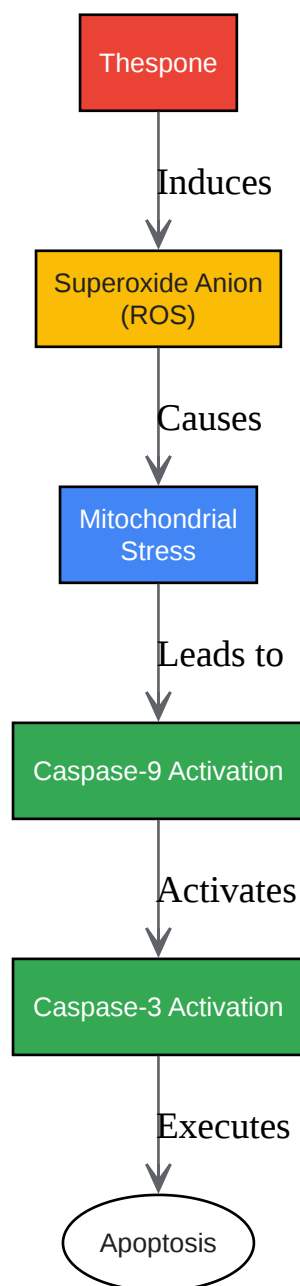 Thespone
Induces
Superoxide Anion
(ROS)
Causes
Mitochondrial
Stress
Leads to
Caspase-9 Activation
Activates
Caspase-3 Activation
Executes
Apoptosis